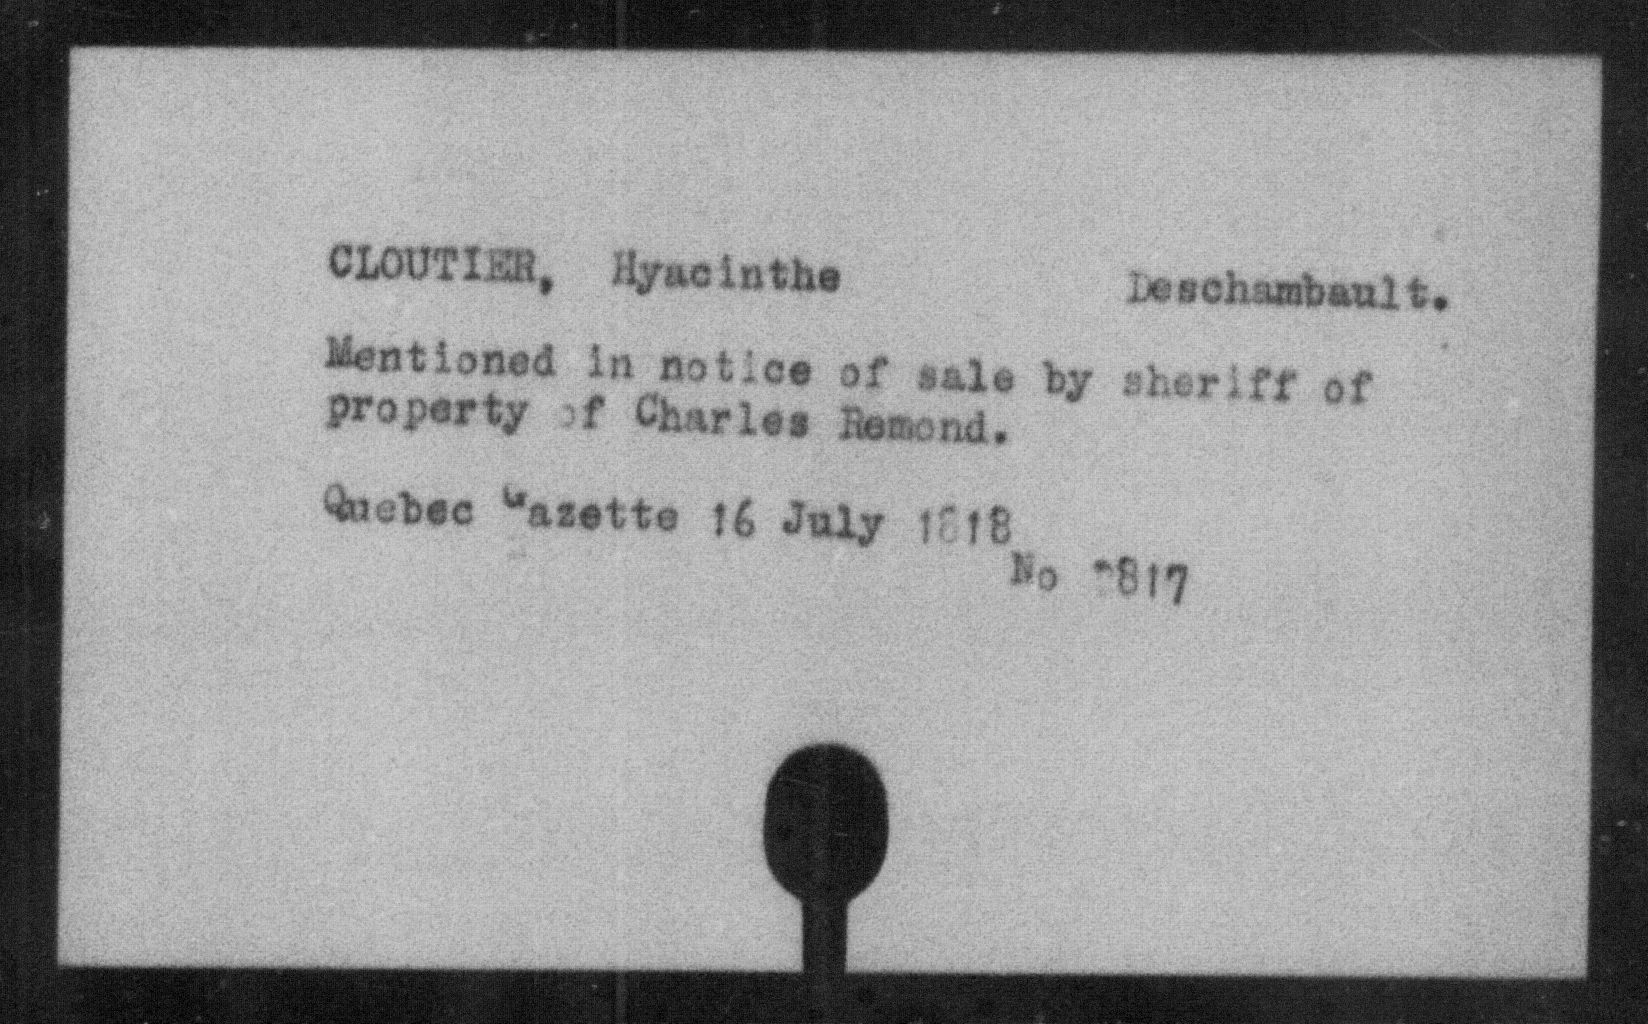 CLOUTIER, Hyacinthe Deschambault.
Mentioned in notice of sale by sheriff of
property of Charles Remond.
Quebec Gazette 16 July 1818
No